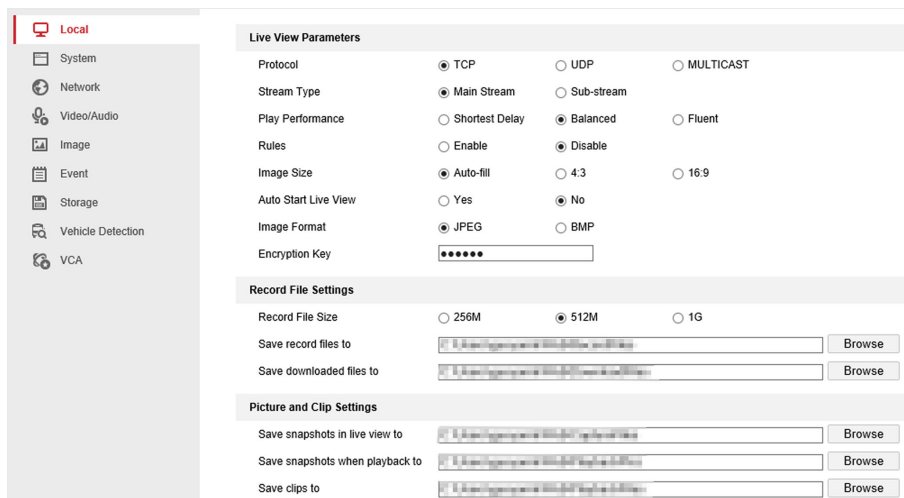 Local
System
Network
Video/Audio
Image
Event
Storage
Vehicle Detection
VCA
Live View Parameters
Protocol TCP UDP MULTICAST
Stream Type Main Stream Sub-stream
Play Performance Shortest Delay Balanced Fluent
Rules Enable Disable
Image Size Auto-fill 4:3 16:9
Auto Start Live View Yes No
Image Format JPEG BMP
Encryption Key ●●●●●●
Record File Settings
Record File Size 256M 512M 1G
Save record files to Browse
Save downloaded files to Browse
Picture and Clip Settings
Save snapshots in live view to Browse
Save snapshots when playback to Browse
Save clips to Browse